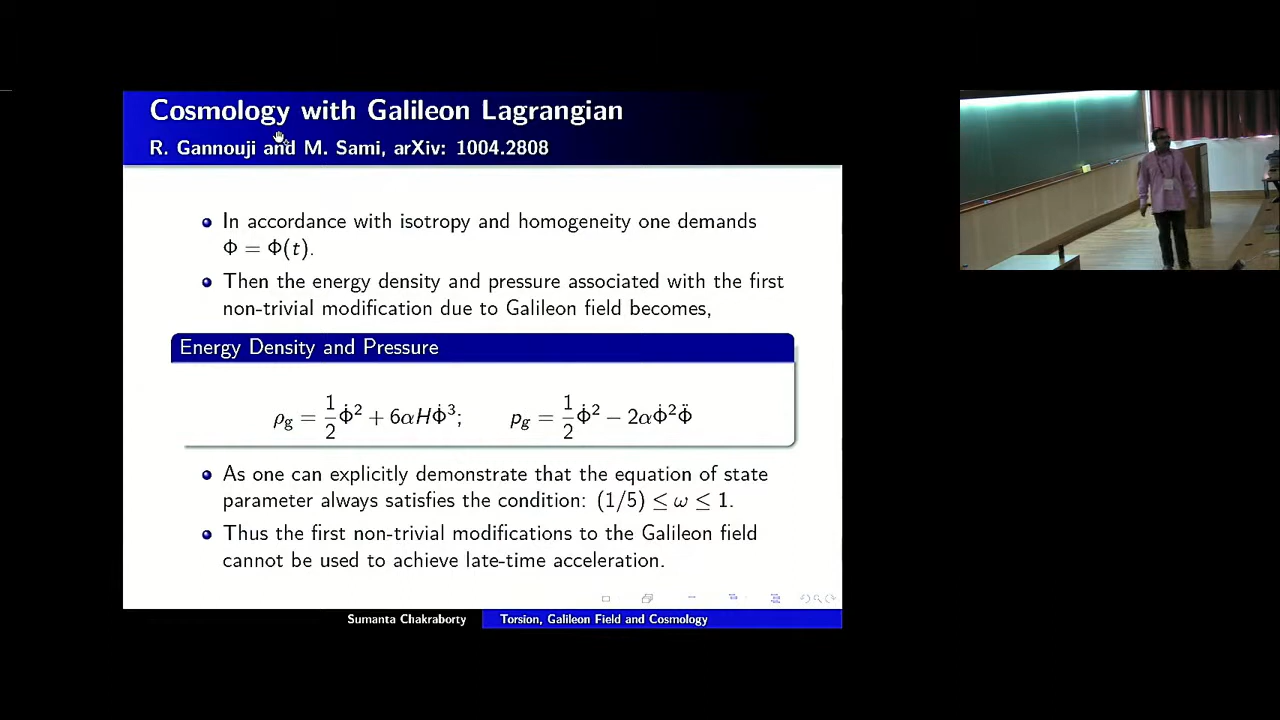 Cosmology with Galileon Lagrangian
R. Gannouji and M. Sami, arXiv: 1004.2808
In accordance with isotropy and homogeneity one demands
Φ = Φ(t).
Then the energy density and pressure associated with the first
non-trivial modification due to Galileon field becomes,
Energy Density and Pressure
ρ_g = 1/2 Φ̇² + 6αHΦ̇³; p_g = 1/2 Φ̇² − 2αΦ̇²Φ̈
As one can explicitly demonstrate that the equation of state
parameter always satisfies the condition: (1/5) ≤ ω ≤ 1.
Thus the first non-trivial modifications to the Galileon field
cannot be used to achieve late-time acceleration.
Sumanta Chakraborty Torsion, Galileon Field and Cosmology